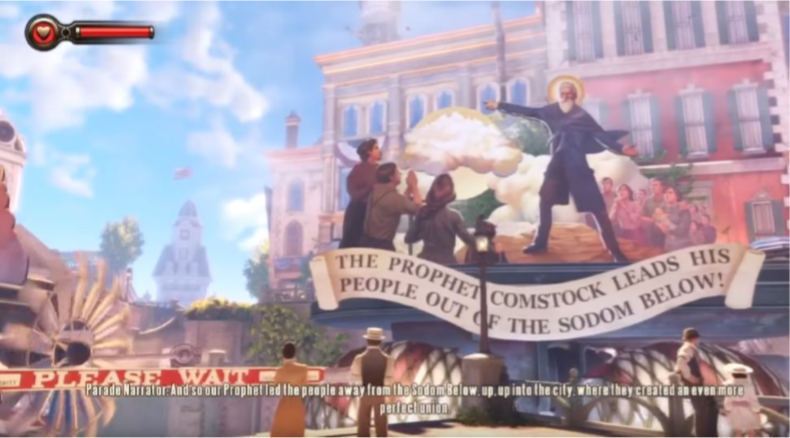 THE PROPHET COMSTOCK LEADS HIS
PEOPLE OUT OF THE SODOM BELOW!
PLEASE WAIT
Parade Narrator: And so our Prophet led the people away from the Sodom Below, up, up into the city, where they created an even more
perfect union